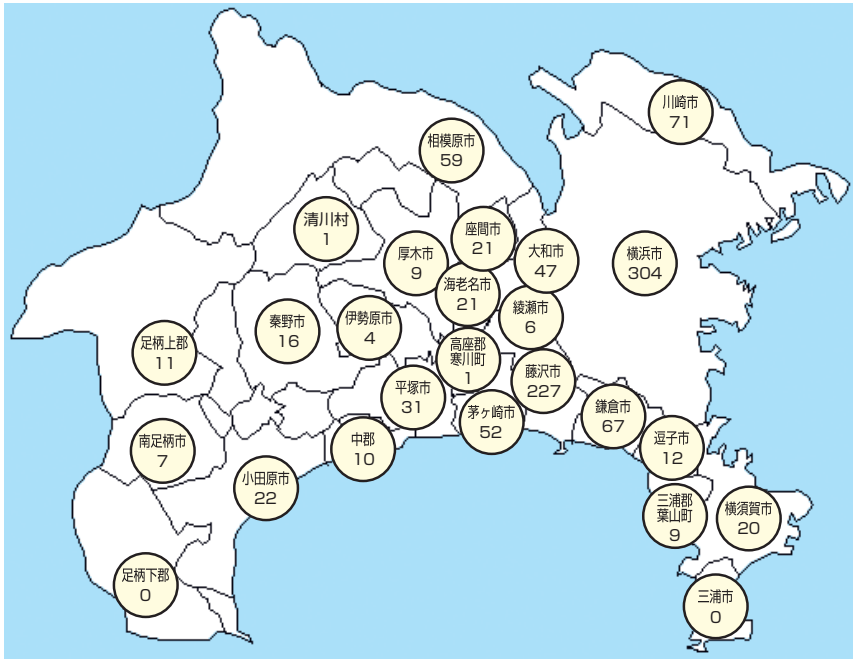 川崎市
71
相模原市
59
清川村
1
座間市
21
厚木市
9
大和市
47
横浜市
304
海老名市
21
綾瀬市
6
秦野市
16
伊勢原市
4
足柄上郡
11
高座郡
寒川町
1
藤沢市
227
平塚市
31
茅ヶ崎市
52
鎌倉市
67
南足柄市
7
中郡
10
逗子市
12
小田原市
22
三浦郡
葉山町
9
横須賀市
20
足柄下郡
0
三浦市
0